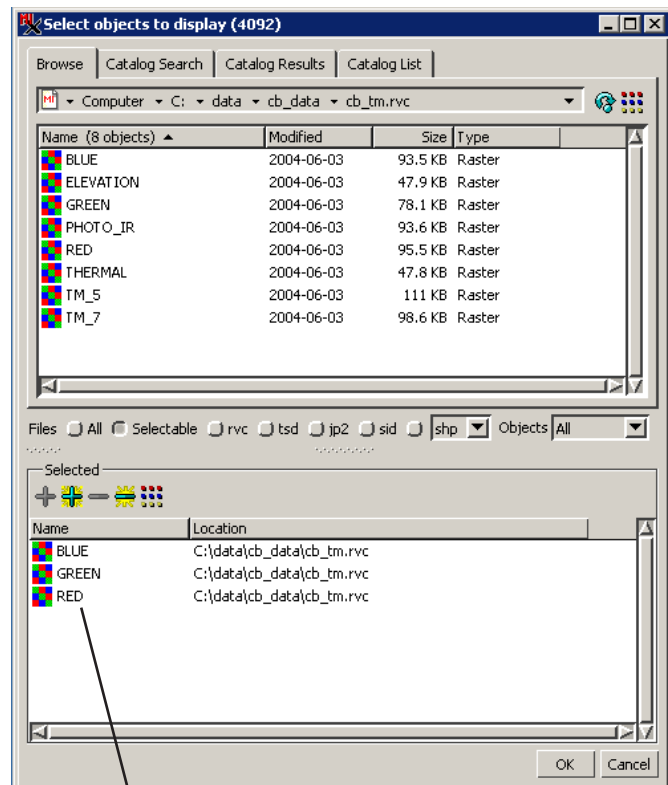 Select objects to display (4092)
Browse Catalog Search Catalog Results Catalog List
Computer C: data cb_data cb_tm.rvc
Name (8 objects) Modified Size Type
BLUE 2004-06-03 93.5 KB Raster
ELEVATION 2004-06-03 47.9 KB Raster
GREEN 2004-06-03 78.1 KB Raster
PHOTO_IR 2004-06-03 93.6 KB Raster
RED 2004-06-03 95.5 KB Raster
THERMAL 2004-06-03 47.8 KB Raster
TM_5 2004-06-03 111 KB Raster
TM_7 2004-06-03 98.6 KB Raster
Files All Selectable rvc tsd jp2 sid shp Objects All
Selected
Name Location
BLUE C:\data\cb_data\cb_tm.rvc
GREEN C:\data\cb_data\cb_tm.rvc
RED C:\data\cb_data\cb_tm.rvc
OK Cancel